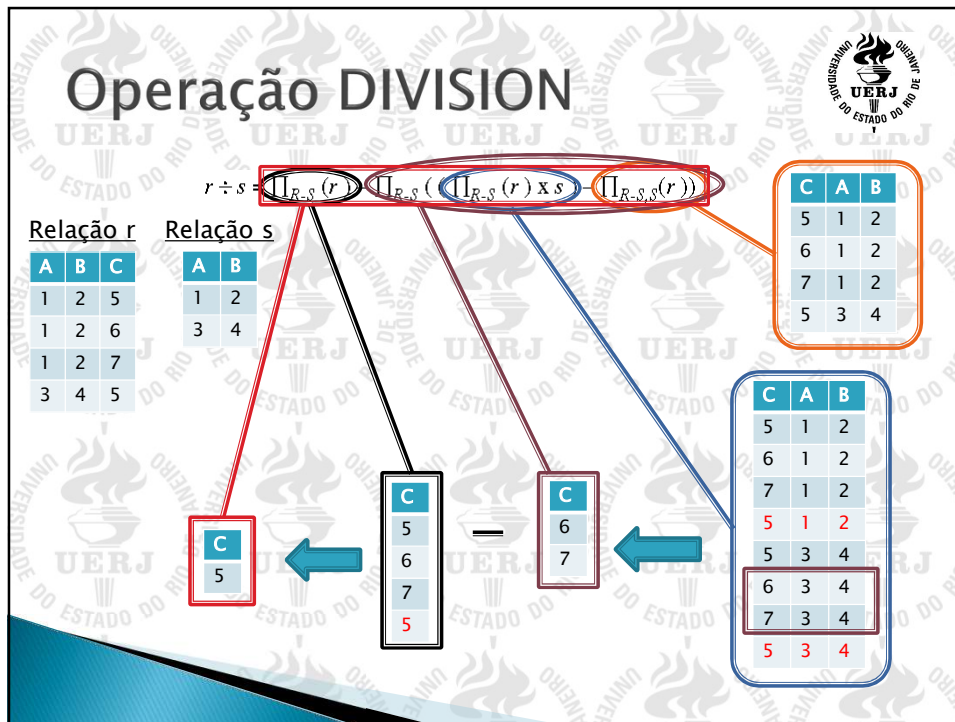 Operação DIVISION
UNIVERSIDADE DO ESTADO DO RIO DE JANEIRO
UERJ
r ÷ s = ∏R-S (r) – ∏R-S ( (∏R-S (r) x s – ∏R-S,S(r))
Relação r
A B C
1 2 5
1 2 6
1 2 7
3 4 5
Relação s
A B
1 2
3 4
C A B
5 1 2
6 1 2
7 1 2
5 3 4
C
5
C
5
6
7
5
–
C
6
7
C A B
5 1 2
6 1 2
7 1 2
5 1 2
5 3 4
6 3 4
7 3 4
5 3 4